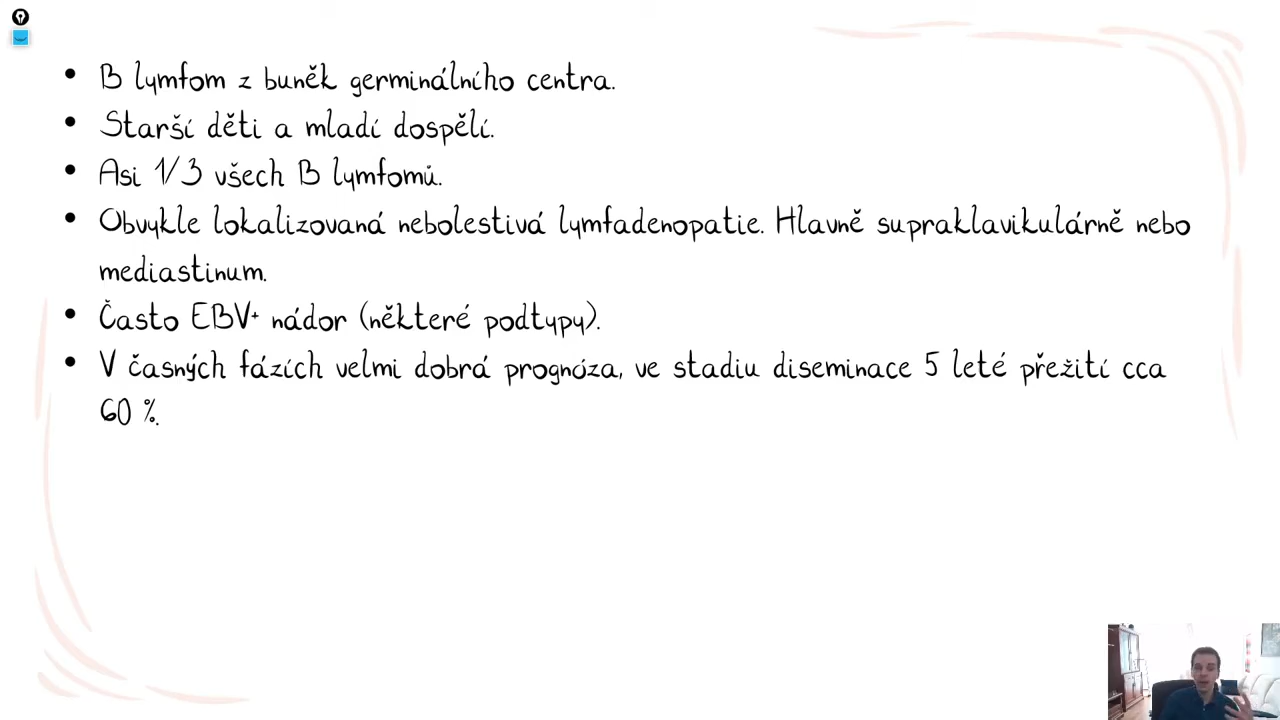 • B lymfom z buněk germinálního centra.
• Starší děti a mladí dospělí.
• Asi 1/3 všech B lymfomů.
• Obvykle lokalizovaná nebolestivá lymfadenopatie. Hlavně supraklavikulárně nebo
mediastinum.
• Často EBV+ nádor (některé podtypy).
• V časných fázích velmi dobrá prognóza, ve stadiu diseminace 5 leté přežití cca
60 %.